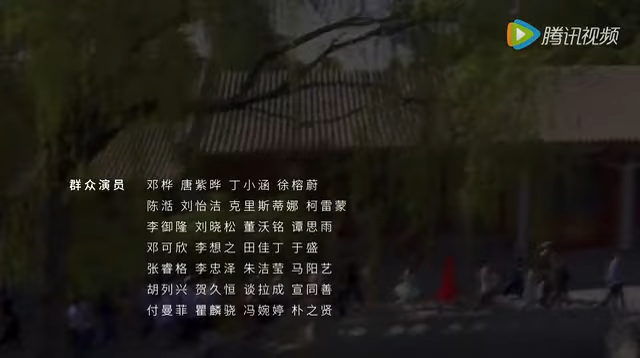 腾讯视频
群众演员 邓桦 唐紫晔 丁小涵 徐榕蔚
陈湉 刘怡洁 克里斯蒂娜 柯雷蒙
李御隆 刘晓松 董沃铭 谭思雨
邓可欣 李想之 田佳丁 于盛
张睿格 李忠泽 朱洁莹 马阳艺
胡列兴 贺久恒 谈拉成 宣同善
付曼菲 瞿麟骁 冯婉婷 朴之贤